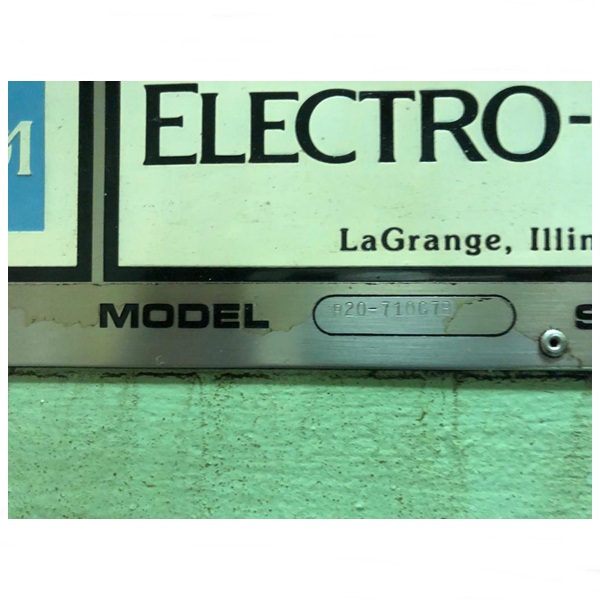 M
ELECTRO-
LaGrange, Illin
MODEL S